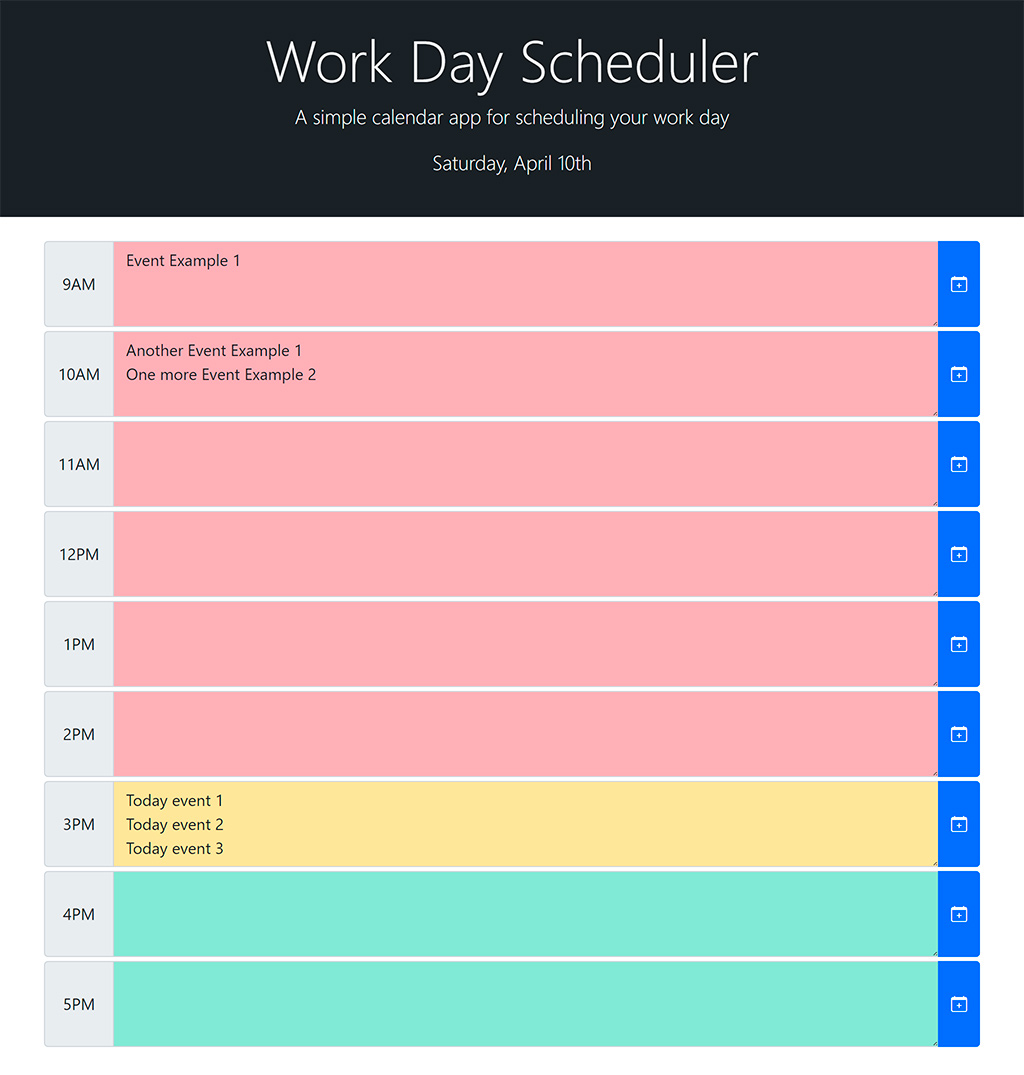 Work Day Scheduler
A simple calendar app for scheduling your work day
Saturday, April 10th
9AM
Event Example 1
10AM
Another Event Example 1
One more Event Example 2
11AM
12PM
1PM
2PM
3PM
Today event 1
Today event 2
Today event 3
4PM
5PM